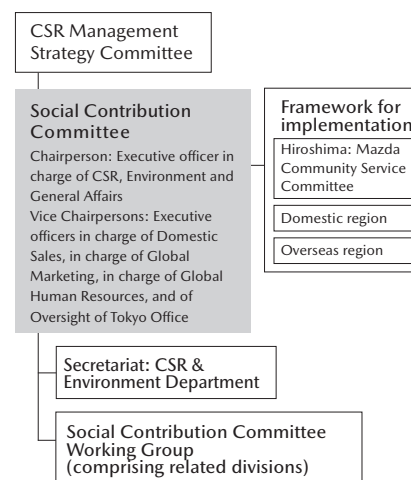 CSR Management
Strategy Committee
Social Contribution
Committee
Chairperson: Executive officer in
charge of CSR, Environment and
General Affairs
Vice Chairpersons: Executive
officers in charge of Domestic
Sales, in charge of Global
Marketing, in charge of Global
Human Resources, and of
Oversight of Tokyo Office
Framework for
implementation
Hiroshima: Mazda
Community Service
Committee
Domestic region
Overseas region
Secretariat: CSR &
Environment Department
Social Contribution Committee
Working Group
(comprising related divisions)